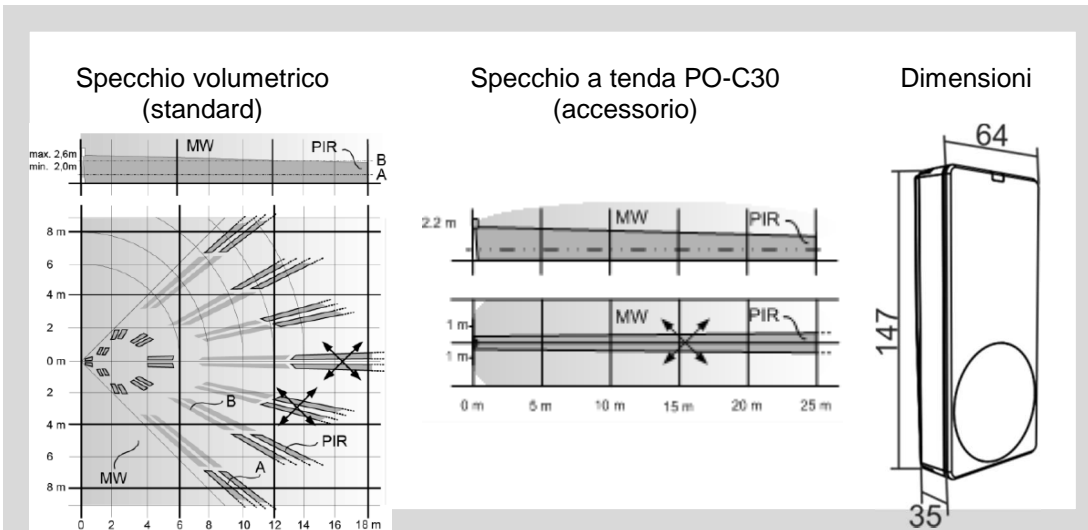 Specchio volumetrico
(standard)
MW
PIR
max. 2,6m
min. 2,0m
B
A
8 m
6
4 m
2
0 m
2
4 m
6
8 m
B
PIR
A
MW
0 2 4 6 8 10 12 14 16 18 m
Specchio a tenda PO-C30
(accessorio)
2.2 m
MW
PIR
1 m
1 m
MW
PIR
0 m 5 m 10 m 15 m 20 m 25 m
Dimensioni
64
147
35